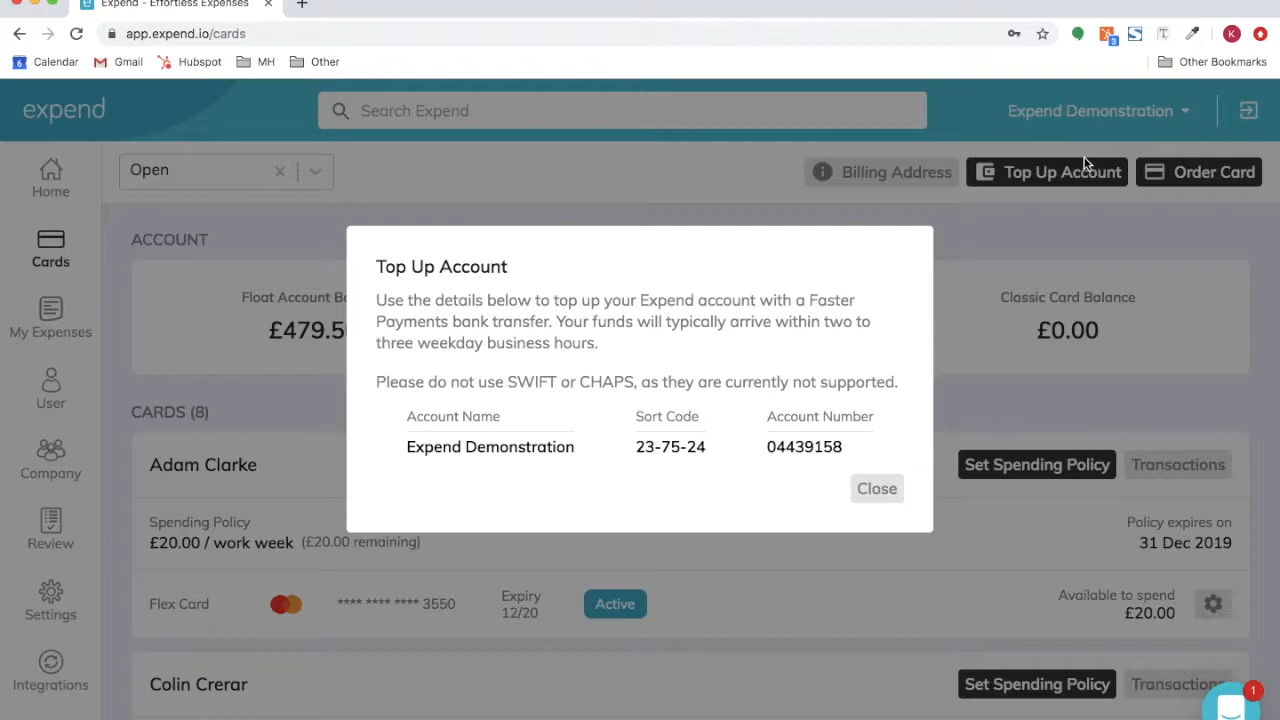 Expend - Effortless Expenses
app.expend.io/cards
3
T
K
6 Calendar Gmail Hubspot MH Other Other Bookmarks
expend Search Expend Expend Demonstration
Open Billing Address Top Up Account Order Card
Home
Cards
My Expenses
User
Company
Review
Settings
Integrations
ACCOUNT
Float Account
£479.5
Classic Card Balance
£0.00
Top Up Account
Use the details below to top up your Expend account with a Faster
Payments bank transfer. Your funds will typically arrive within two to
three weekday business hours.
Please do not use SWIFT or CHAPS, as they are currently not supported.
Account Name Sort Code Account Number
Expend Demonstration 23-75-24 04439158
Close
CARDS (8)
Adam Clarke Set Spending Policy Transactions
Spending Policy Policy expires on
£20.00 / work week (£20.00 remaining) 31 Dec 2019
Flex Card **** **** **** 3550 Expiry
12/20
Active
Available to spend
£20.00
Colin Crerar Set Spending Policy Transactions
1